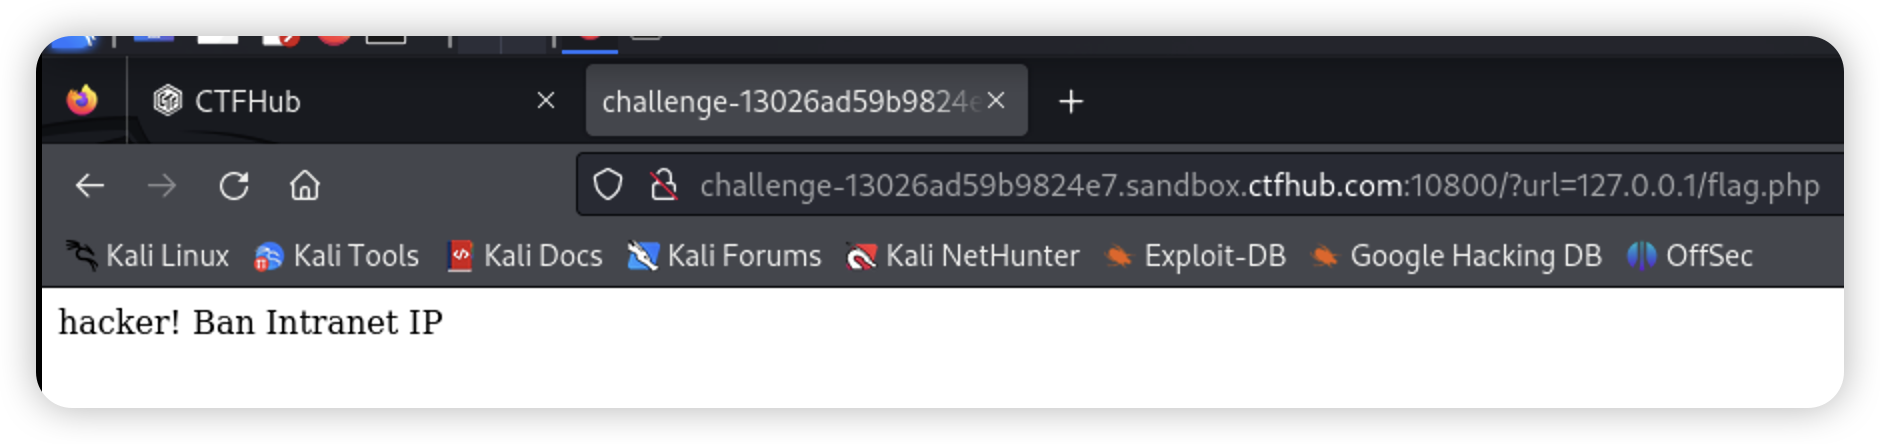 CTFHub
challenge-13026ad59b9824e
challenge-13026ad59b9824e7.sandbox.ctfhub.com:10800/?url=127.0.0.1/flag.php
Kali Linux Kali Tools Kali Docs Kali Forums Kali NetHunter Exploit-DB Google Hacking DB OffSec
hacker! Ban Intranet IP